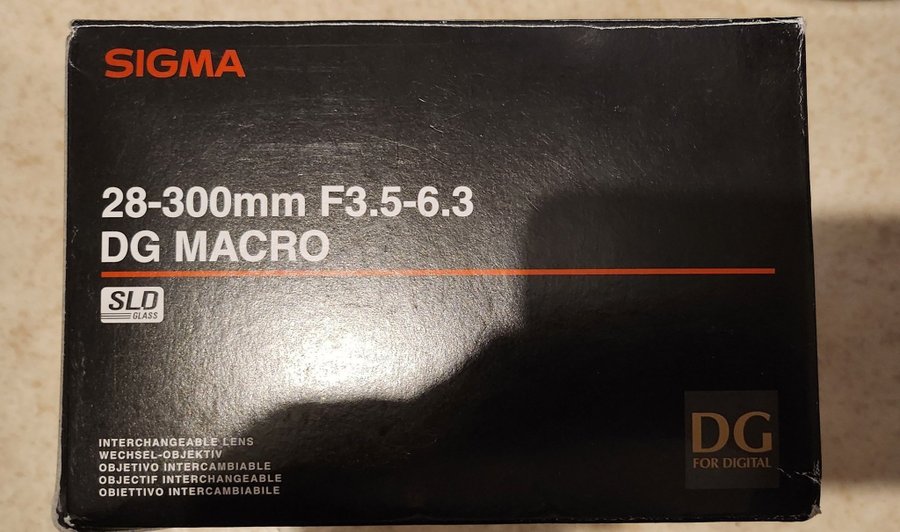 SIGMA
28-300mm F3.5-6.3
DG MACRO
SLD
GLASS
INTERCHANGEABLE LENS
WECHSEL-OBJEKTIV
OBJETIVO INTERCAMBIABLE
OBJECTIF INTERCHANGEABLE
OBIETTIVO INTERCAMBIABILE
DG
FOR DIGITAL